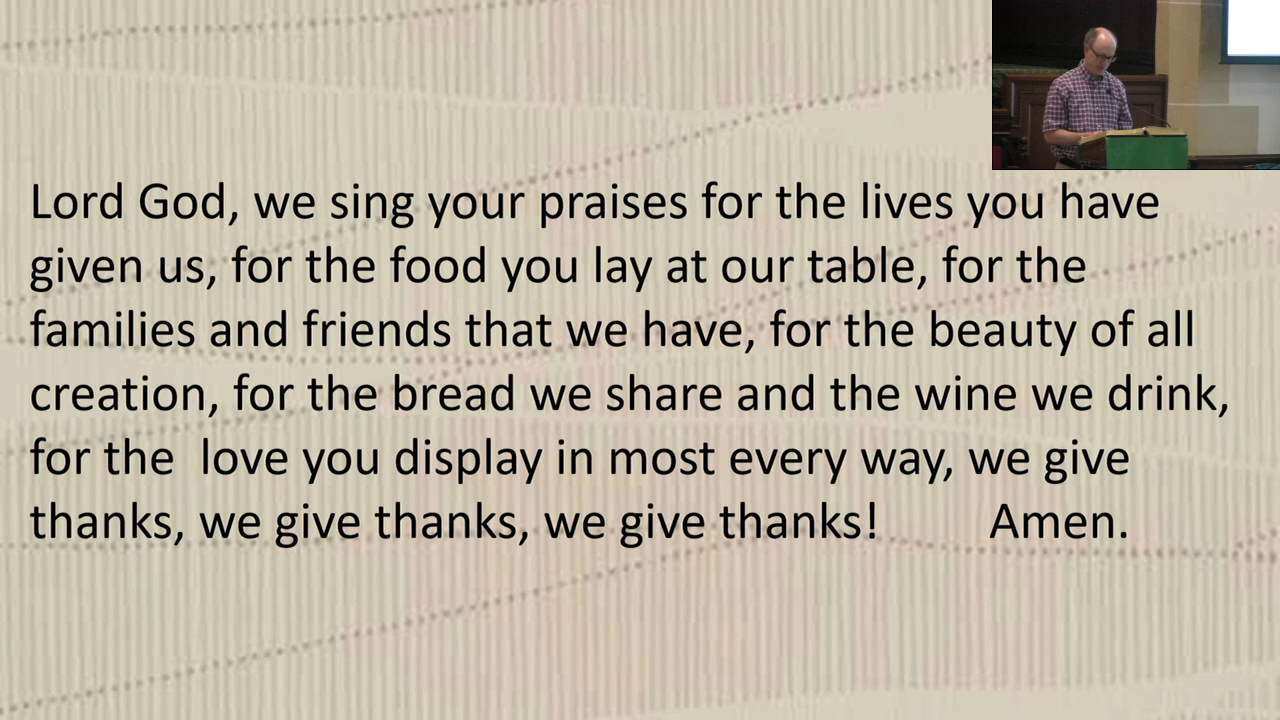 Lord God, we sing your praises for the lives you have
given us, for the food you lay at our table, for the
families and friends that we have, for the beauty of all
creation, for the bread we share and the wine we drink,
for the  love you display in most every way, we give
thanks, we give thanks, we give thanks!	Amen.